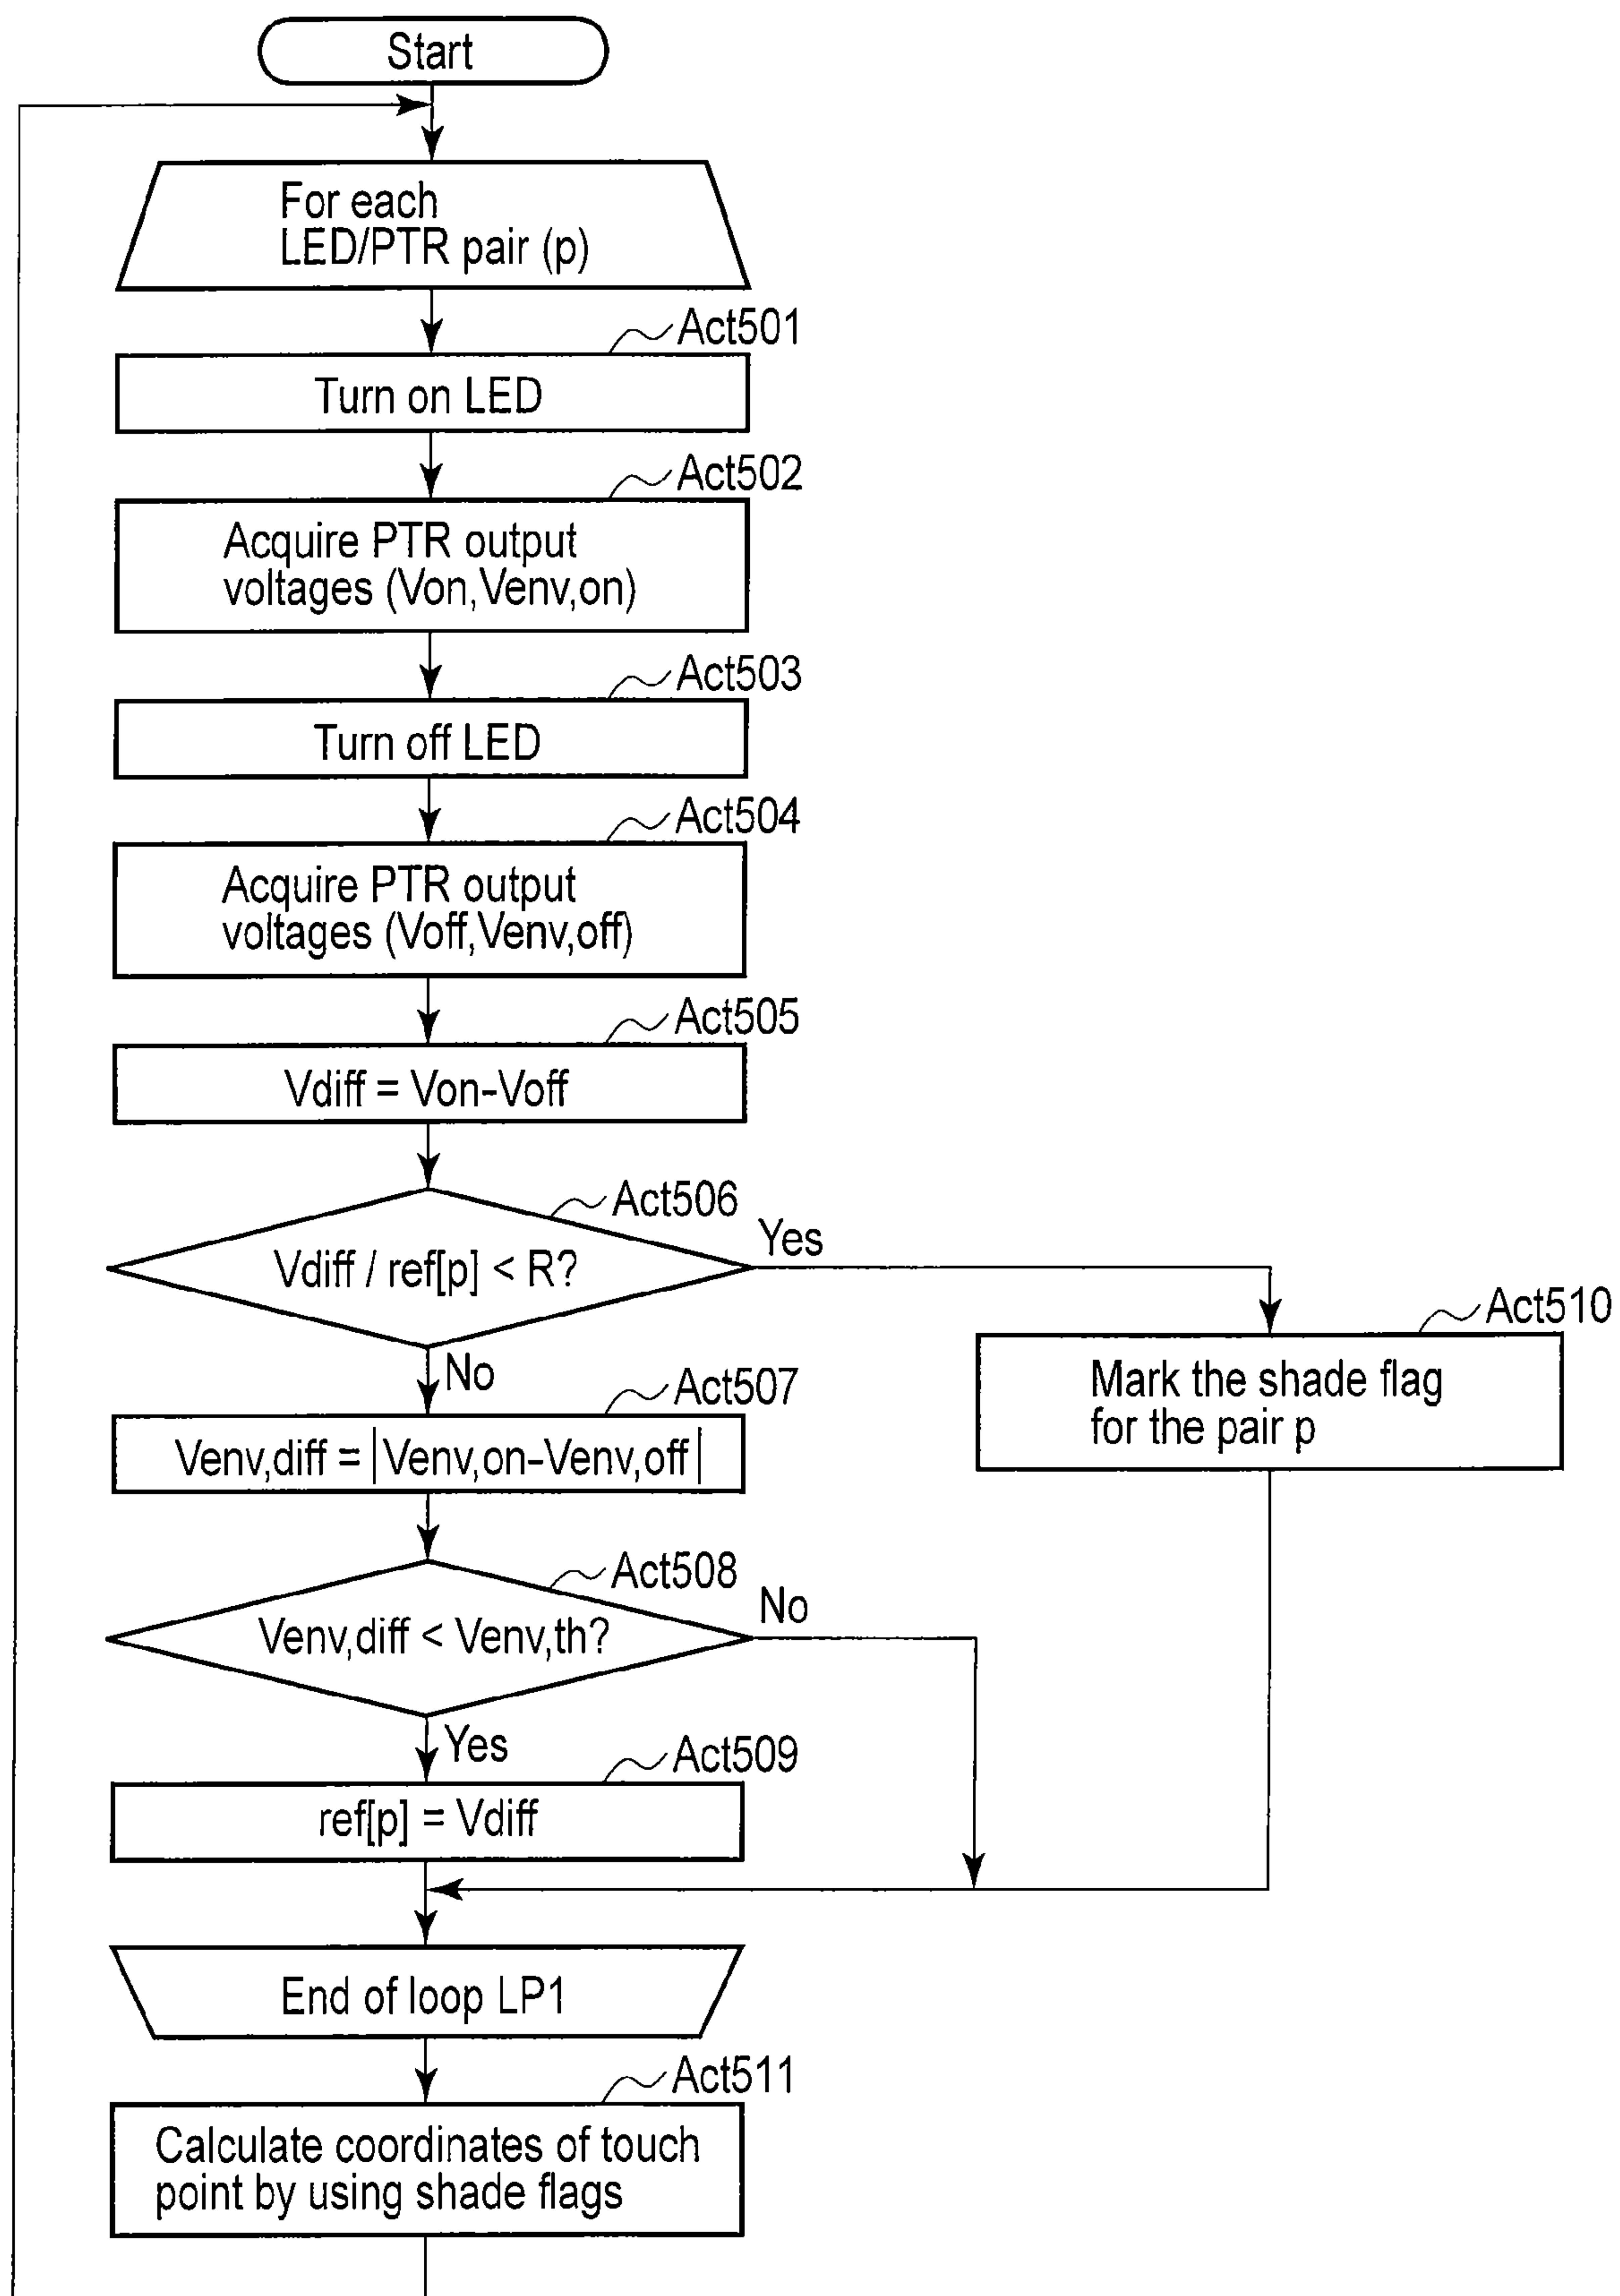 Start
For each
LED/PTR pair (p)
Act501
Turn on LED
Act502
Acquire PTR output
voltages (Von,Venv,on)
Act503
Turn off LED
Act504
Acquire PTR output
voltages (Voff,Venv,off)
Act505
Vdiff = Von-Voff
Act506
Vdiff / ref[p] < R?
Yes
No
Act510
Mark the shade flag
for the pair p
Act507
Venv,diff = |Venv,on-Venv,off|
Act508
Venv,diff < Venv,th?
No
Yes
Act509
ref[p] = Vdiff
End of loop LP1
Act511
Calculate coordinates of touch
point by using shade flags